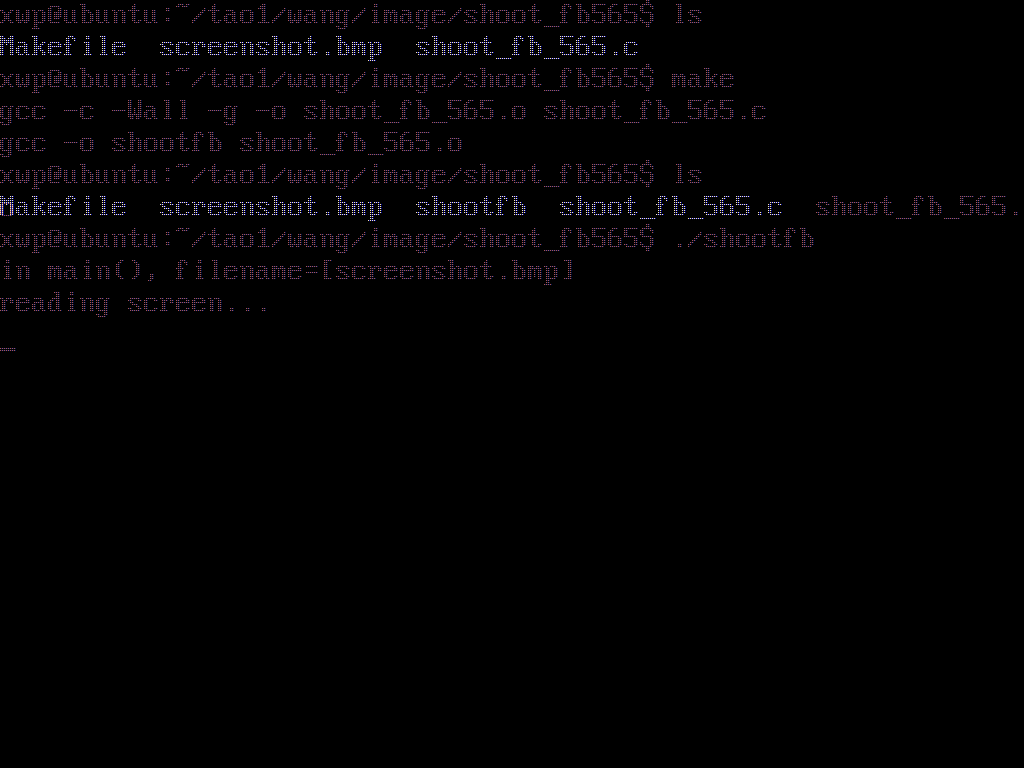 xwp@ubuntu:~/tao1/wang/image/shoot_fb565$ ls
Makefile  screenshot.bmp  shoot_fb_565.c
xwp@ubuntu:~/tao1/wang/image/shoot_fb565$ make
gcc -c -Wall -g -o shoot_fb_565.o shoot_fb_565.c
gcc -o shootfb shoot_fb_565.o
xwp@ubuntu:~/tao1/wang/image/shoot_fb565$ ls
Makefile  screenshot.bmp  shootfb  shoot_fb_565.c  shoot_fb_565.
xwp@ubuntu:~/tao1/wang/image/shoot_fb565$ ./shootfb
in main(), filename=[screenshot.bmp]
reading screen...
_